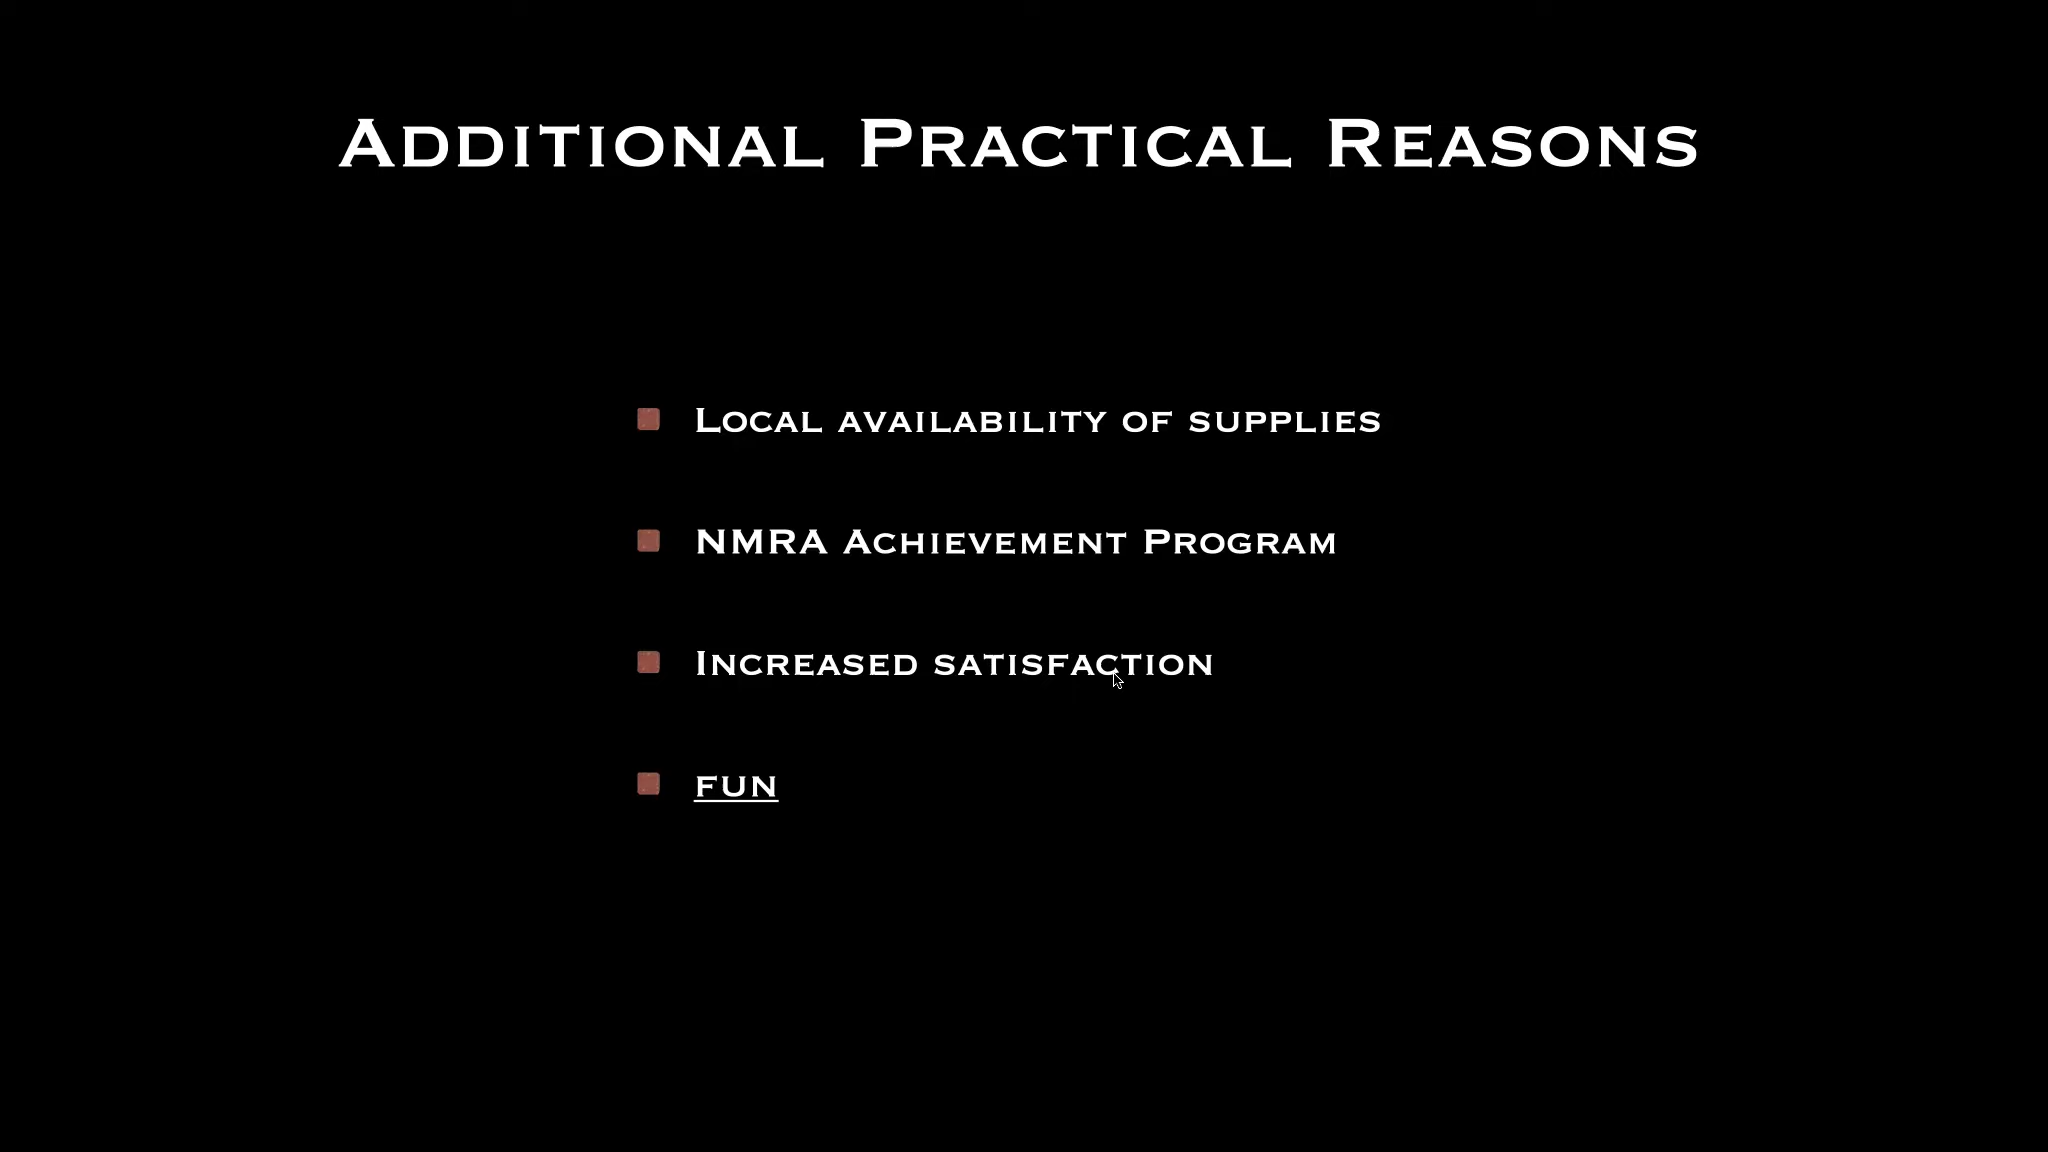 Additional Practical Reasons
Local availability of supplies
NMRA Achievement Program
Increased satisfaction
fun